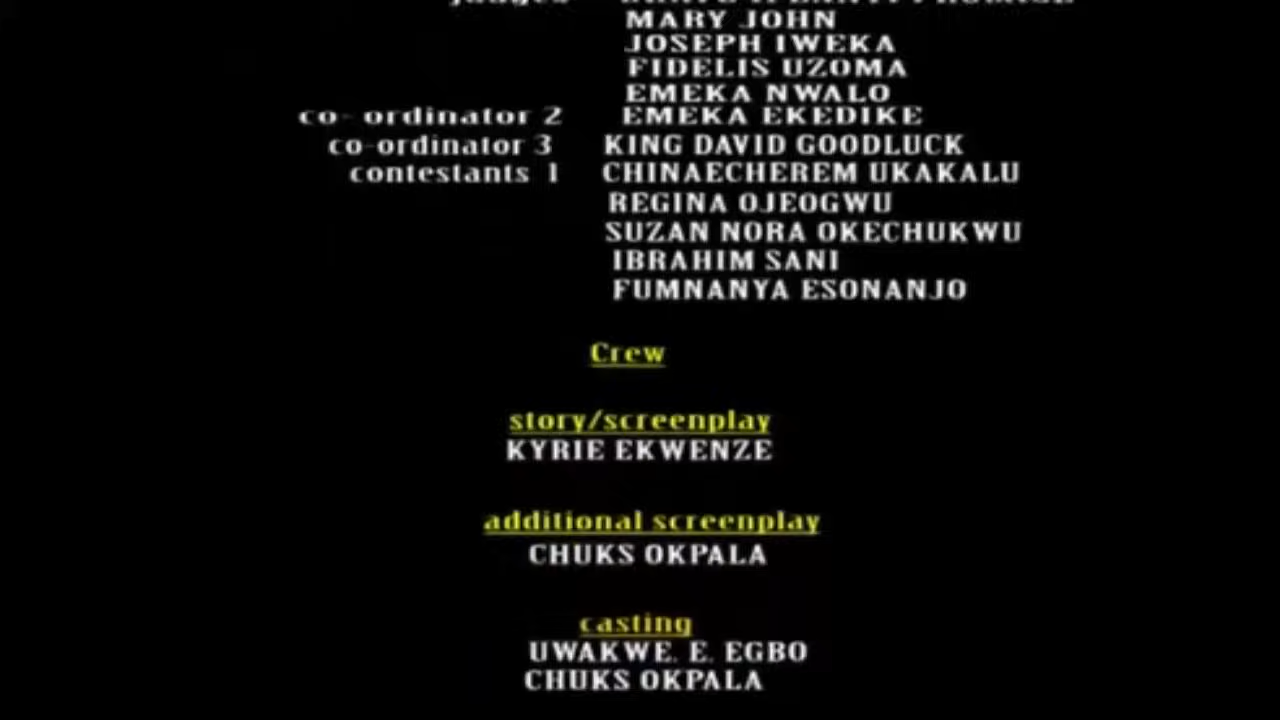 judges
MARY JOHN
JOSEPH IWEKA
FIDELIS UZOMA
EMEKA NWALO
co- ordinator 2 EMEKA EKEDIKE
co-ordinator 3 KING DAVID GOODLUCK
contestants 1 CHINAECHEREM UKAKALU
REGINA OJEOGWU
SUZAN NORA OKECHUKWU
IBRAHIM SANI
FUMNANYA ESONANJO
Crew
story/screenplay
KYRIE EKWENZE
additional screenplay
CHUKS OKPALA
casting
UWAKWE. E. EGBO
CHUKS OKPALA